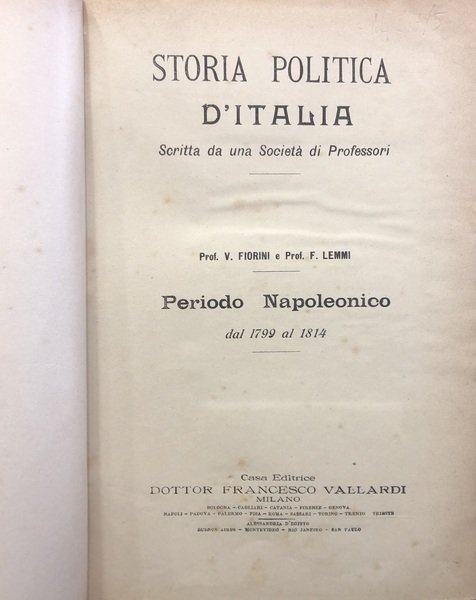 STORIA POLITICA
D'ITALIA
Scritta da una Società di Professori
Prof. V. FIORINI e Prof. F. LEMMI
Periodo Napoleonico
dal 1799 al 1814
Casa Editrice
DOTTOR FRANCESCO VALLARDI
MILANO
BOLOGNA - CAGLIARI - CATANIA - FIRENZE - GENOVA
NAPOLI - PADOVA - PALERMO - PISA - ROMA - SASSARI - TORINO - TRENTO TRIESTE
ALESSANDRIA D'EGITTO
BUENOS AIRES - MONTEVIDEO - RIO JANEIRO - SAN PAULO